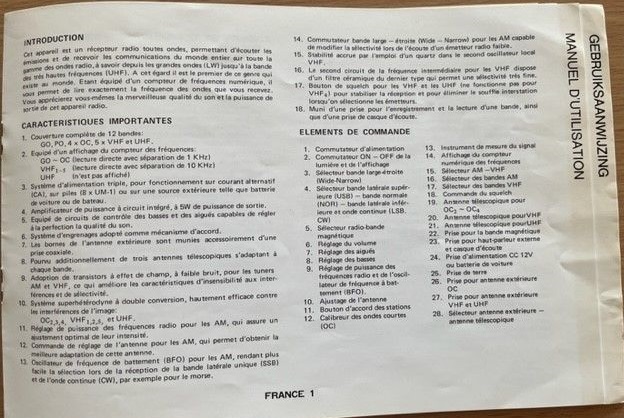 INTRODUCTION
Cet appareil est un récepteur radio toutes ondes, permettant d'écouter les
émissions et de recevoir les communications du monde entier sur toute la
gamme des ondes radio, à savoir depuis les grandes ondes (LW) jusqu'à la bande
des très hautes fréquences (UHF). A cet égard il est le premier de ce genre qui
existe au monde. Etant équipé d'un compteur de fréquences numérique, il
vous permet de lire exactement la fréquence des ondes que vous recevez.
Vous apprécierez vous-mêmes la merveilleuse qualité du son et la puissance de
sortie de cet appareil radio.
CARACTERISTIQUES IMPORTANTES
1. Couverture complète de 12 bandes:
GO, PO, 4 x OC, 5 x VHF et UHF.
2. Equipé d'un affichage du compteur des fréquences:
GO – OC (lecture directe avec séparation de 1 KHz)
VHF1-5 (lecture directe avec séparation de 10 KHz)
UHF (n'est pas affiché)
3. Système d'alimentation triple, pour fonctionnement sur courant alternatif
(CA), sur piles (8 x UM-1) ou sur une source extérieure telle que batterie
de voiture ou de bateau.
4. Amplificateur de puissance à circuit intégré, à 5W de puissance de sortie.
5. Equipé de circuits de contrôle des basses et des aiguës capables de régler
à la perfection la qualité du son.
6. Système d'engrenages adopté comme mécanisme d'accord.
7. Les bornes de l'antenne extérieure sont munies accessoirement d'une
prise coaxiale.
8. Pourvu additionnellement de trois antennes télescopiques s'adaptant à
chaque bande.
9. Adoption de transistors à effet de champ, à faible bruit, pour les tuners
AM et VHF, ce qui améliore les caractéristiques d'insensibilité aux inter-
férences et de sélectivité.
10. Système superhétérodyne à double conversion, hautement efficace contre
les interférences de l'image:
OC2,3,4, VHF1,2,5, et UHF.
11. Réglage de puissance des fréquences radio pour les AM, qui assure un
ajustement optimal de leur intensité.
12. Commande de réglage de l'antenne pour les AM, qui permet d'obtenir la
meilleure adaptation de cette antenne.
13. Oscillateur de fréquence de battement (BFO) pour les AM, rendant plus
facile la sélection lors de la réception de la bande latérale unique (SSB)
et de l'onde continue (CW), par exemple pour le morse.
14. Commutateur bande large – étroite (Wide – Narrow) pour les AM capable
de modifier la sélectivité lors de l'écoute d'un émetteur radio faible.
15. Stabilité accrue par l'emploi d'un quartz dans le second oscillateur local
VHF.
16. Le second circuit de la fréquence intermédiaire pour les VHF dispose
d'un filtre céramique du dernier type qui permet une sélectivité très fine.
17. Bouton de squelch pour les VHF et les UHF (ne fonctionne pas pour
VHF2) pour stabiliser la réception et pour éliminer le souffle interstation
lorsqu'on sélectionne les émetteurs.
18. Muni d'une prise pour l'enregistrement et la lecture d'une bande, ainsi
que d'une prise de casque d'écoute.
ELEMENTS DE COMMANDE
1. Commutateur d'alimentation
2. Commutateur ON – OFF de la
lumière et de l'affichage
3. Sélecteur bande large étroite
(Wide-Narrow)
4. Sélecteur bande latérale supé-
rieure (USB) – bande normale
(NOR) – bande latérale infé-
rieure et onde continue (LSB,
CW)
5. Sélecteur radio-bande
magnétique
6. Réglage du volume
7. Réglage des aiguës
8. Réglage des basses
9. Réglage de puissance des
fréquences radio et de l'oscil-
lateur de fréquence à bat-
tement (BFO).
10. Ajustage de l'antenne
11. Bouton d'accord des stations
12. Calibreur des ondes courtes
(OC)
13. Instrument de mesure du signal
14. Affichage du compteur
numérique des fréquences
15. Sélecteur AM –VHF
16. Sélecteur des bandes AM
17. Sélecteur des bandes VHF
18. Commande du squelch
19. Antenne télescopique pour
OC2 – OC4
20. Antenne télescopique pour VHF
21. Antenne télescopique pour UHF
22. Prise pour la bande magnétique
23. Prise pour haut-parleur externe
et casque d'écoute
24. Prise d'alimentation CC 12V
ou batterie de voiture
25. Prise de terre
26. Prise pour antenne extérieure
OC
27. Prise pour antenne extérieure
VHF et UHF
28. Sélecteur antenne extérieure –
antenne télescopique
FRANCE 1
GEBRUIKSAANWIJZING
MANUEL D'UTILISATION